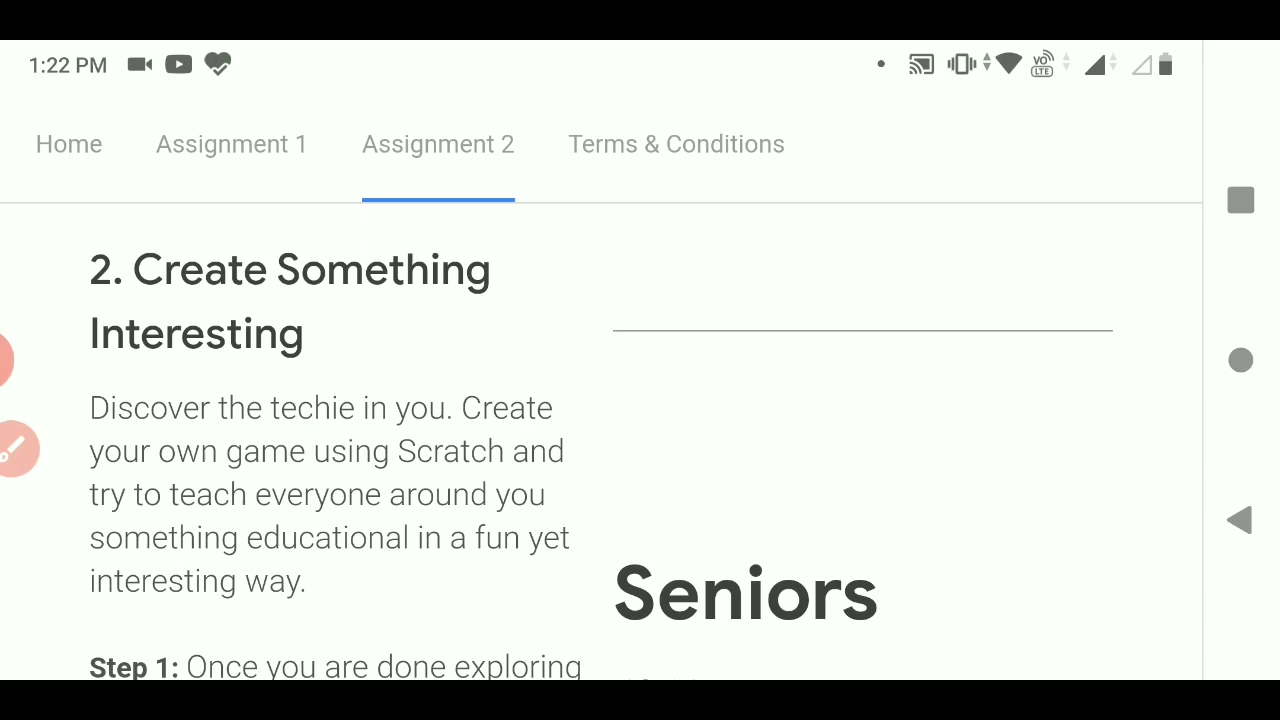 1:22 PM
VO
LTE
Home
Assignment 1
Assignment 2
Terms & Conditions
2. Create Something
Interesting
Discover the techie in you. Create
your own game using Scratch and
try to teach everyone around you
something educational in a fun yet
interesting way.
Step 1: Once you are done exploring
Seniors